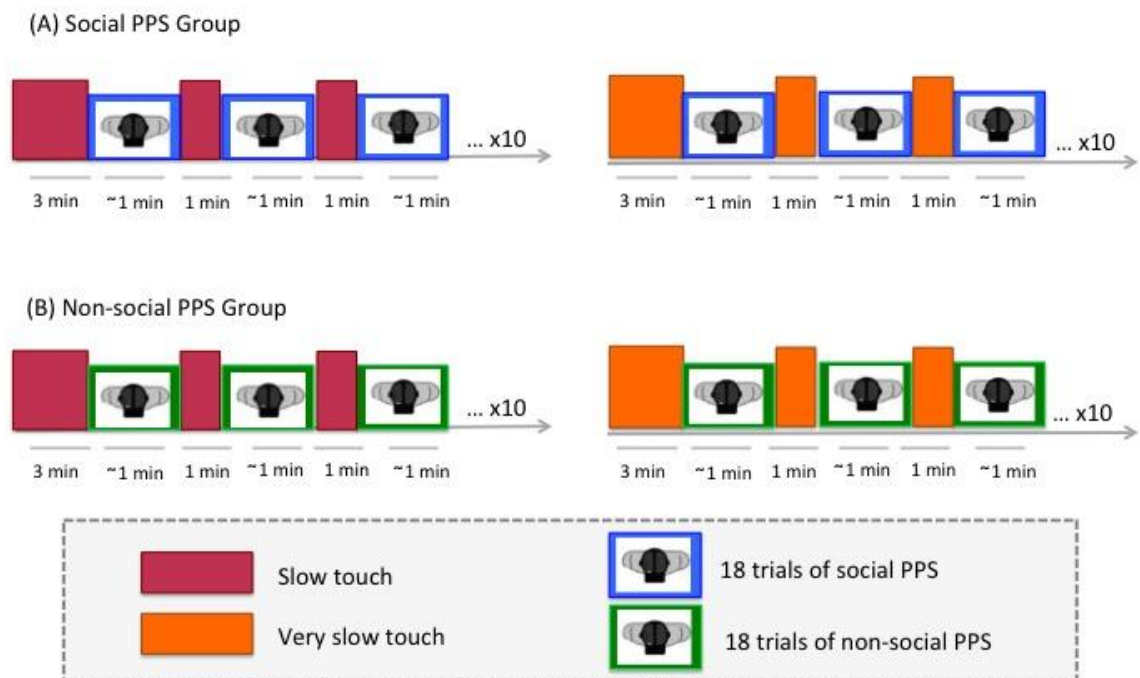 (A) Social PPS Group
... x10
... x10
3 min ~1 min 1 min ~1 min 1 min ~1 min
3 min ~1 min 1 min ~1 min 1 min ~1 min
(B) Non-social PPS Group
... x10
... x10
3 min ~1 min 1 min ~1 min 1 min ~1 min
3 min ~1 min 1 min ~1 min 1 min ~1 min
Slow touch
18 trials of social PPS
Very slow touch
18 trials of non-social PPS